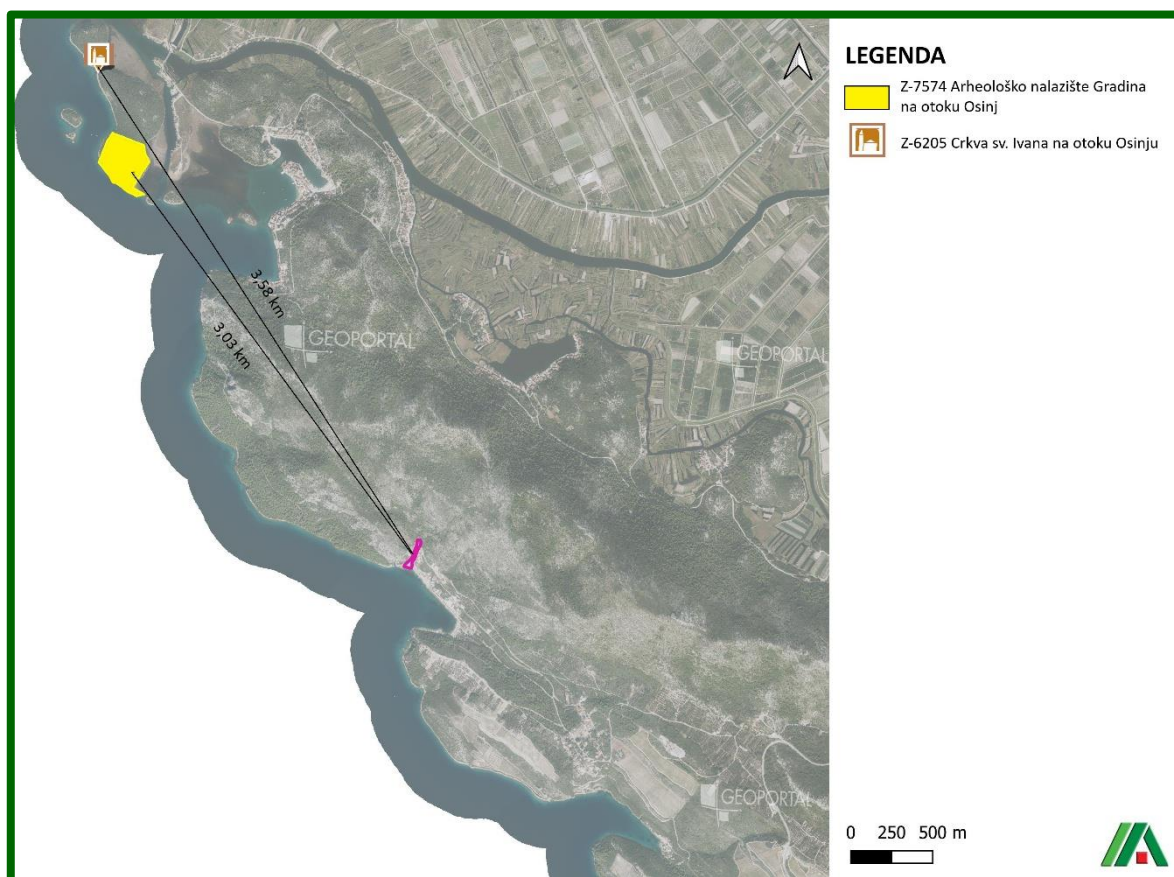 LEGENDA
Z-7574 Arheološko nalazište Gradina
na otoku Osinj
Z-6205 Crkva sv. Ivana na otoku Osinju
3,58 km
3,03 km
GEOPORTAL
GEOPORTAL
GEOPORTAL
0 250 500 m